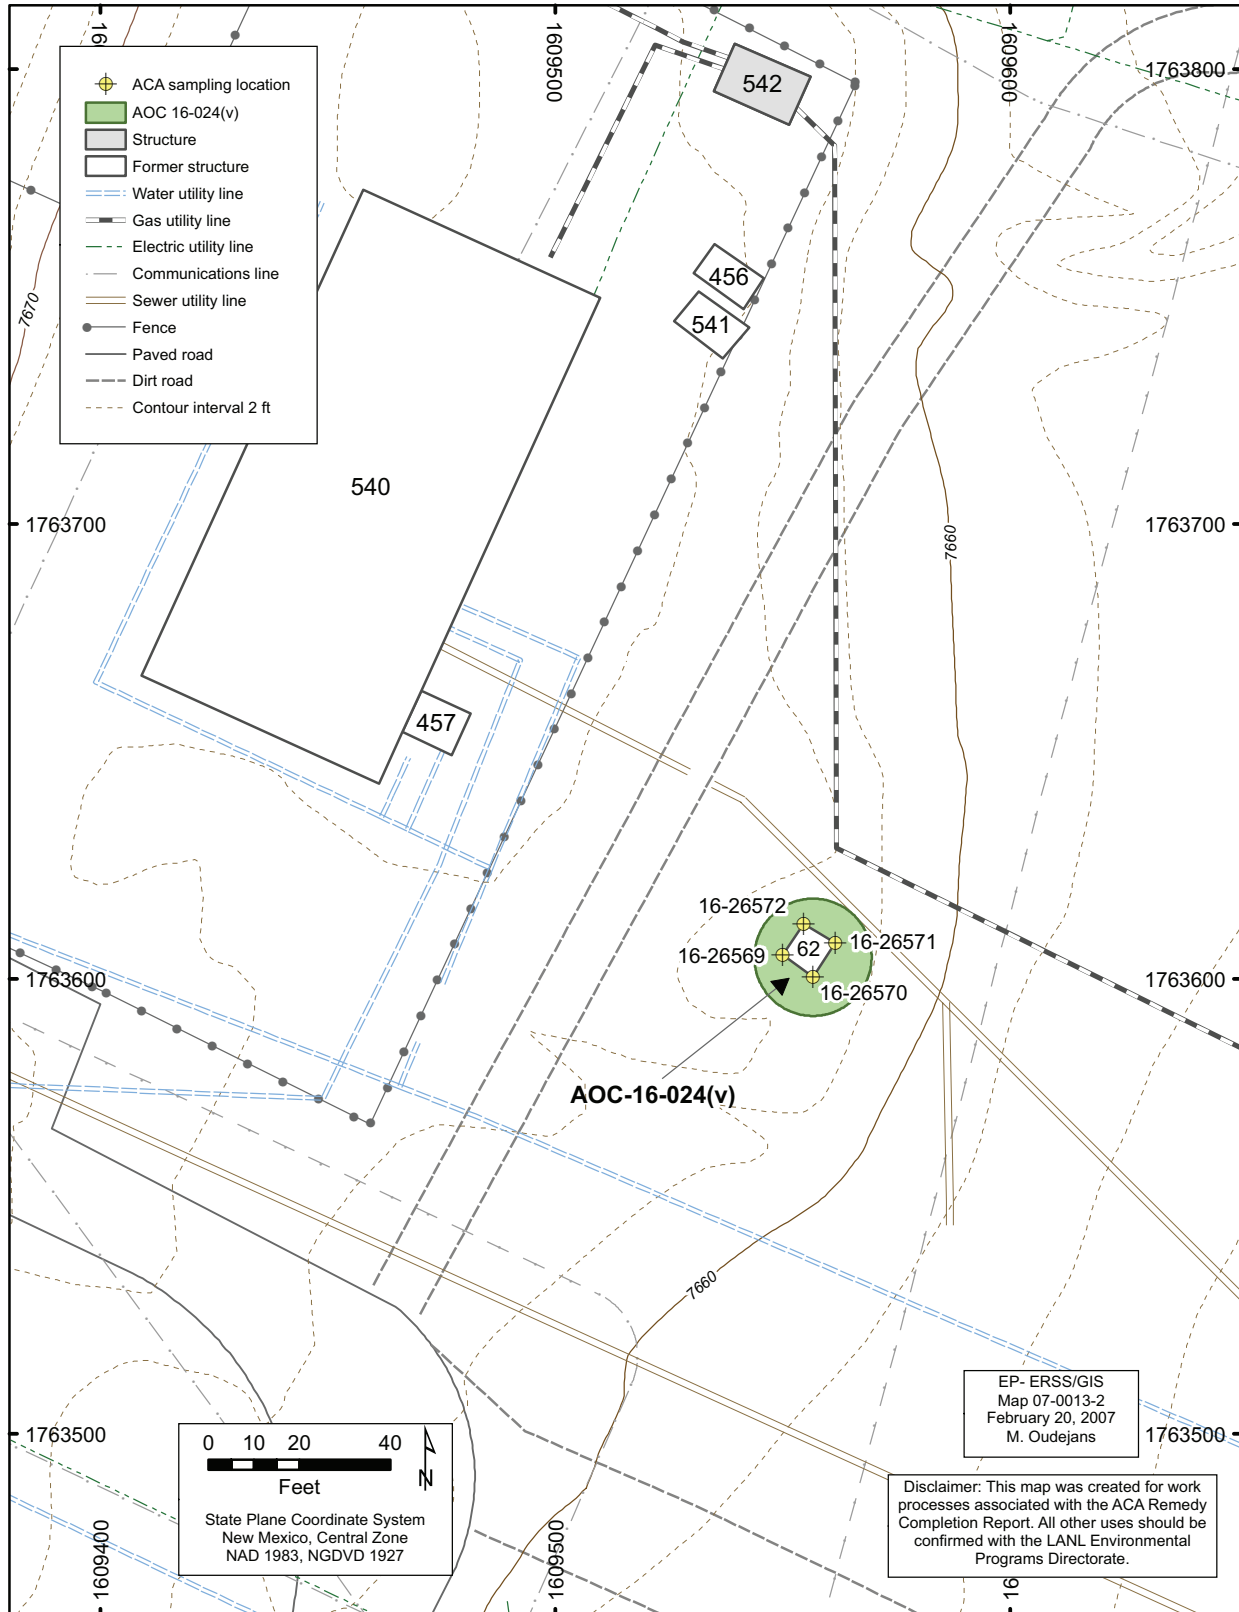 1609500
1609600
1763800
1763800
ACA sampling location
AOC 16-024(v)
Structure
Former structure
Water utility line
Gas utility line
Electric utility line
Communications line
Sewer utility line
Fence
Paved road
Dirt road
Contour interval 2 ft
542
456
541
7670
540
1763700
1763700
7660
457
16-26572
62
16-26571
16-26569
16-26570
1763600
1763600
AOC-16-024(v)
7660
EP- ERSS/GIS
Map 07-0013-2
February 20, 2007
M. Oudejans
1763500
1763500
0 10 20 40
Feet
N
State Plane Coordinate System
New Mexico, Central Zone
NAD 1983, NGDVD 1927
Disclaimer: This map was created for work
processes associated with the ACA Remedy
Completion Report. All other uses should be
confirmed with the LANL Environmental
Programs Directorate.
1609400
1609500